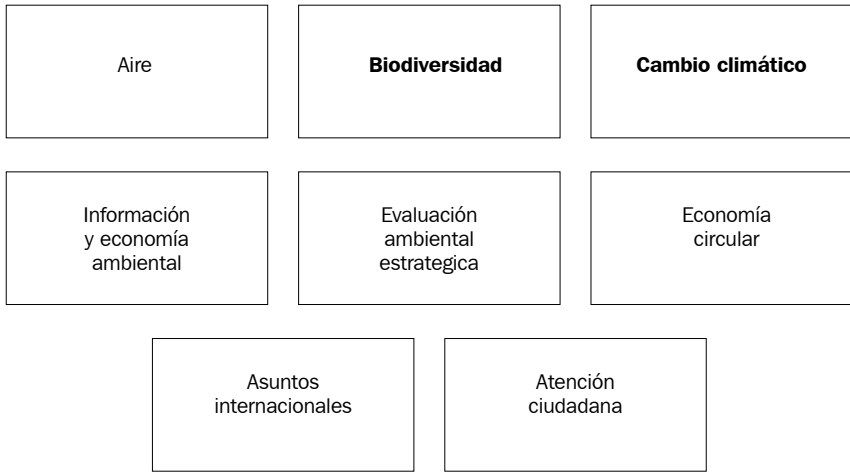 Aire
Biodiversidad
Cambio climático
Información
y economía
ambiental
Evaluación
ambiental
estrategica
Economía
circular
Asuntos
internacionales
Atención
ciudadana